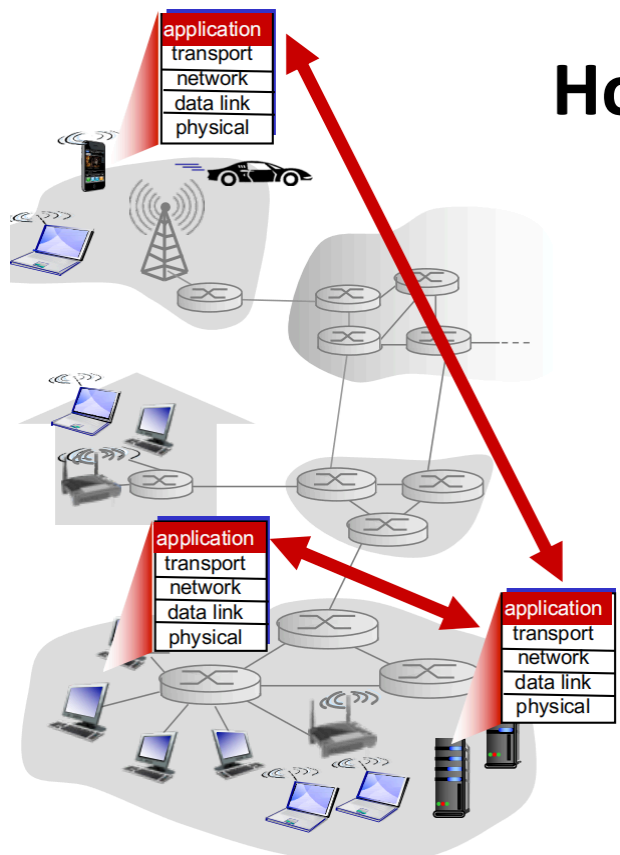 application
transport
network
data link
physical
Ho
application
transport
network
data link
physical
application
transport
network
data link
physical